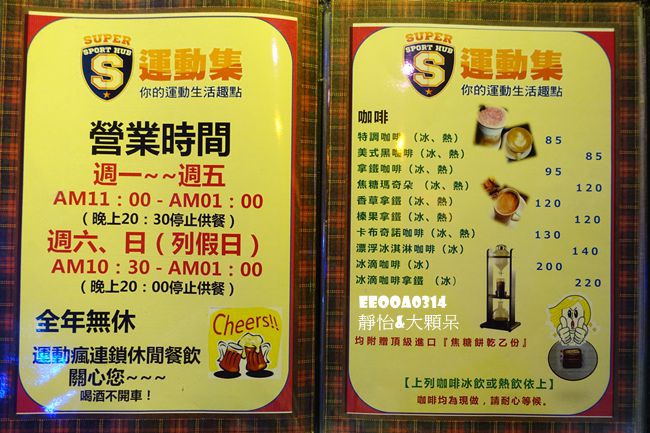 SUPER
SPORT HUB
S
運動集
你的運動生活趣點
營業時間
週一~~週五
AM11：00 - AM01：00
（晚上20：30停止供餐）
週六、日（列假日）
AM10：30 - AM01：00
（晚上20：00停止供餐）
全年無休
Cheers!!
運動瘋連鎖休閒餐飲
關心您~~~
喝酒不開車！
SUPER
SPORT HUB
S
運動集
你的運動生活趣點
咖啡
特調咖啡（冰、熱） 85
美式黑咖啡（冰、熱） 85
拿鐵咖啡（冰、熱） 95
焦糖瑪奇朵（冰、熱） 120
香草拿鐵（冰、熱） 120
榛果拿鐵（冰、熱） 120
卡布奇諾咖啡（冰、熱） 130
漂浮冰淇淋咖啡（冰） 140
冰滴咖啡（冰） 200
冰滴咖啡拿鐵（冰） 220
EEOOA0314
靜怡&大顆呆
均附贈頂級進口『焦糖餅乾乙份』
【上列咖啡冰飲或熱飲依上】
咖啡均為現做，請耐心等候。